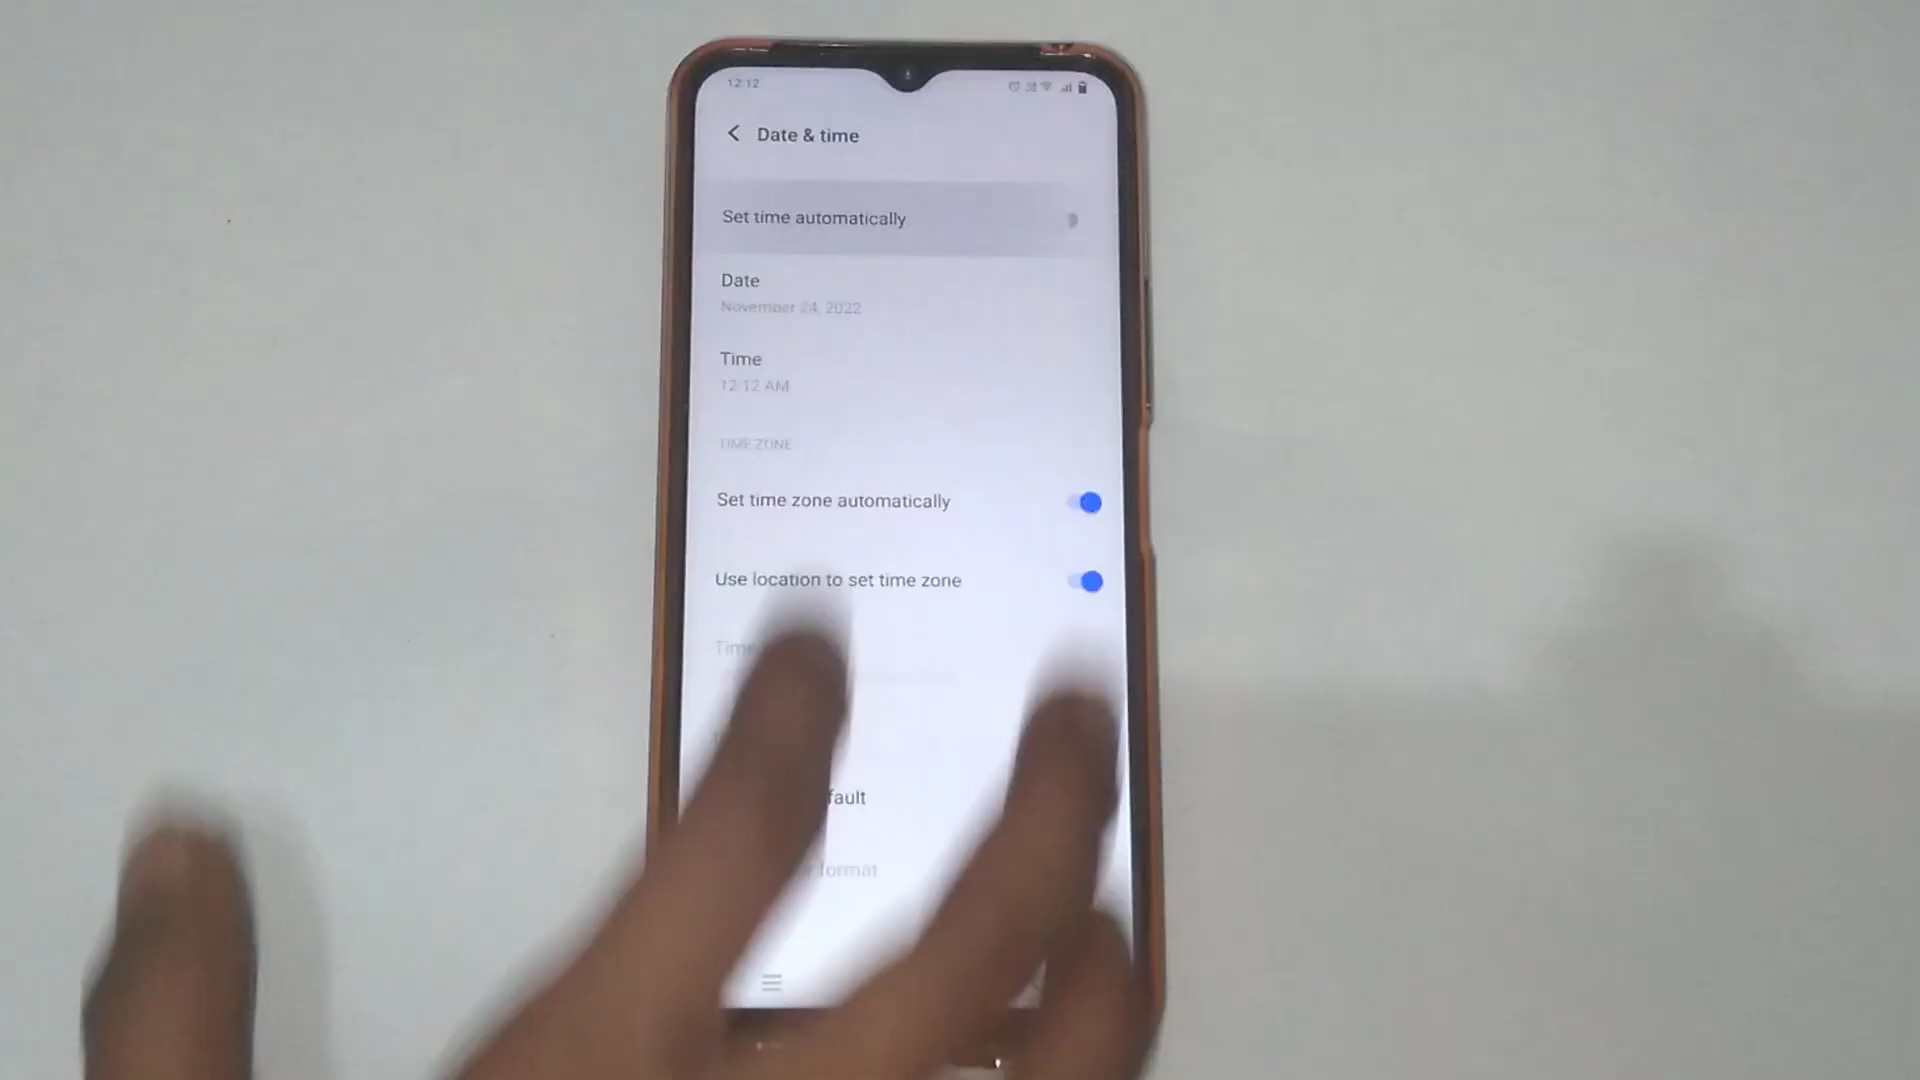 12:12
Date & time
Set time automatically
Date
November 24, 2022
Time
12:12 AM
TIME ZONE
Set time zone automatically
Use location to set time zone
Time
fault
format